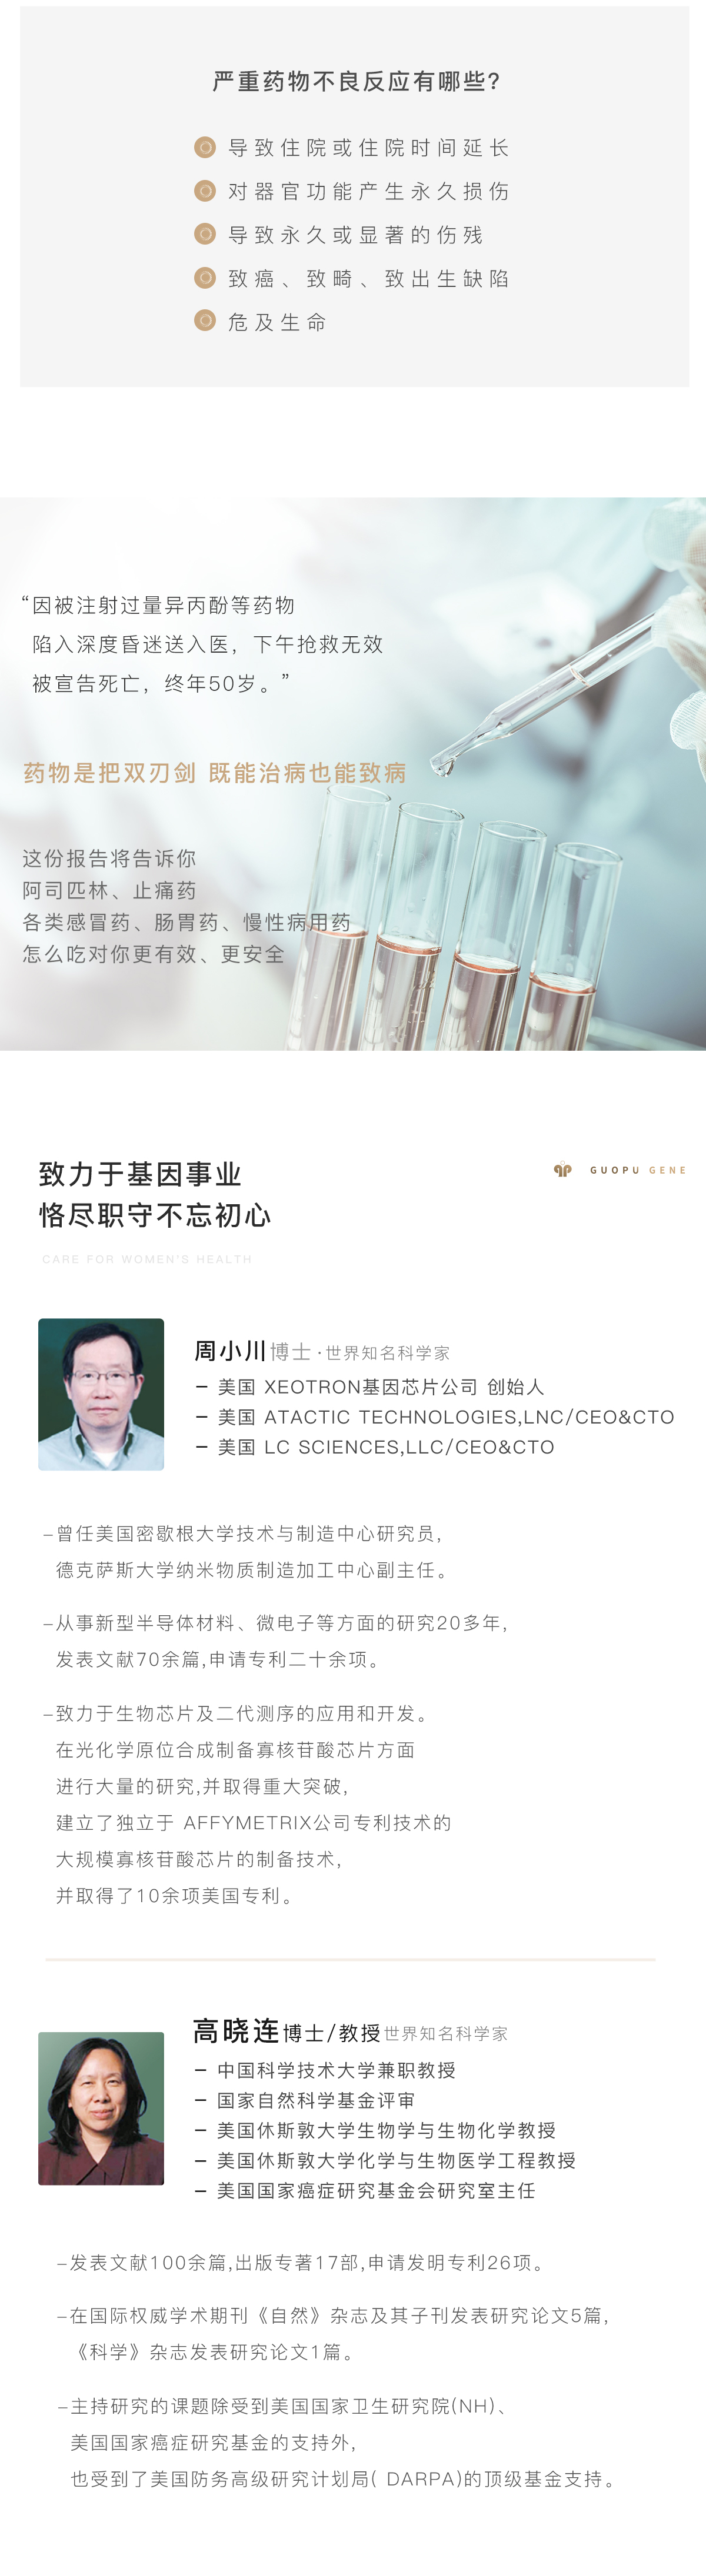 严重药物不良反应有哪些?
导致住院或住院时间延长
对器官功能产生永久损伤
导致永久或显著的伤残
致癌、致畸、致出生缺陷
危及生命
“因被注射过量异丙酚等药物
陷入深度昏迷送入医，下午抢救无效
被宣告死亡，终年50岁。”
药物是把双刃剑 既能治病也能致病
这份报告将告诉你
阿司匹林、止痛药
各类感冒药、肠胃药、慢性病用药
怎么吃对你更有效、更安全
致力于基因事业
恪尽职守不忘初心
GUOPU GENE
CARE FOR WOMEN'S HEALTH
周小川博士·世界知名科学家
– 美国 XEOTRON基因芯片公司 创始人
– 美国 ATACTIC TECHNOLOGIES,LNC/CEO&CTO
– 美国 LC SCIENCES,LLC/CEO&CTO
–曾任美国密歇根大学技术与制造中心研究员,
德克萨斯大学纳米物质制造加工中心副主任。
–从事新型半导体材料、微电子等方面的研究20多年,
发表文献70余篇,申请专利二十余项。
–致力于生物芯片及二代测序的应用和开发。
在光化学原位合成制备寡核苷酸芯片方面
进行大量的研究,并取得重大突破,
建立了独立于 AFFYMETRIX公司专利技术的
大规模寡核苷酸芯片的制备技术,
并取得了10余项美国专利。
高晓连博士/教授世界知名科学家
– 中国科学技术大学兼职教授
– 国家自然科学基金评审
– 美国休斯敦大学生物学与生物化学教授
– 美国休斯敦大学化学与生物医学工程教授
– 美国国家癌症研究基金会研究室主任
–发表文献100余篇,出版专著17部,申请发明专利26项。
–在国际权威学术期刊《自然》杂志及其子刊发表研究论文5篇,
《科学》杂志发表研究论文1篇。
–主持研究的课题除受到美国国家卫生研究院(NH)、
美国国家癌症研究基金的支持外,
也受到了美国防务高级研究计划局( DARPA)的顶级基金支持。